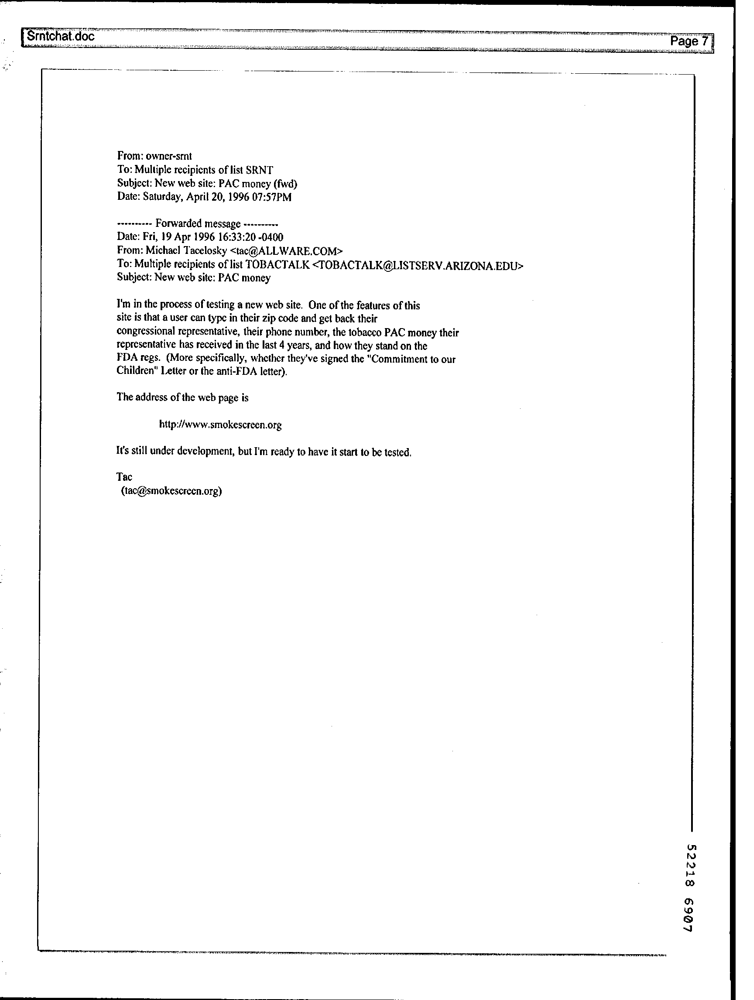 Srntchat.doc
Page 7
From: owner-srnt
To: Multiple recipients of list SRNT
Subject: New web site: PAC money (fwd)
Date: Saturday, April 20, 1996 07:57PM
---------- Forwarded message ----------
Date: Fri, 19 Apr 1996 16:33:20 -0400
From: Michael Tacelosky <tac@ALLWARE.COM>
To: Multiple recipients of list TOBACTALK <TOBACTALK@LISTSERV.ARIZONA.EDU>
Subject: New web site: PAC money
I'm in the process of testing a new web site. One of the features of this
site is that a user can type in their zip code and get back their
congressional representative, their phone number, the tobacco PAC money their
representative has received in the last 4 years, and how they stand on the
FDA regs. (More specifically, whether they've signed the "Commitment to our
Children" Letter or the anti-FDA letter).
The address of the web page is
http://www.smokescreen.org
It's still under development, but I'm ready to have it start to be tested.
Tac
(tac@smokescreen.org)
52218 6907